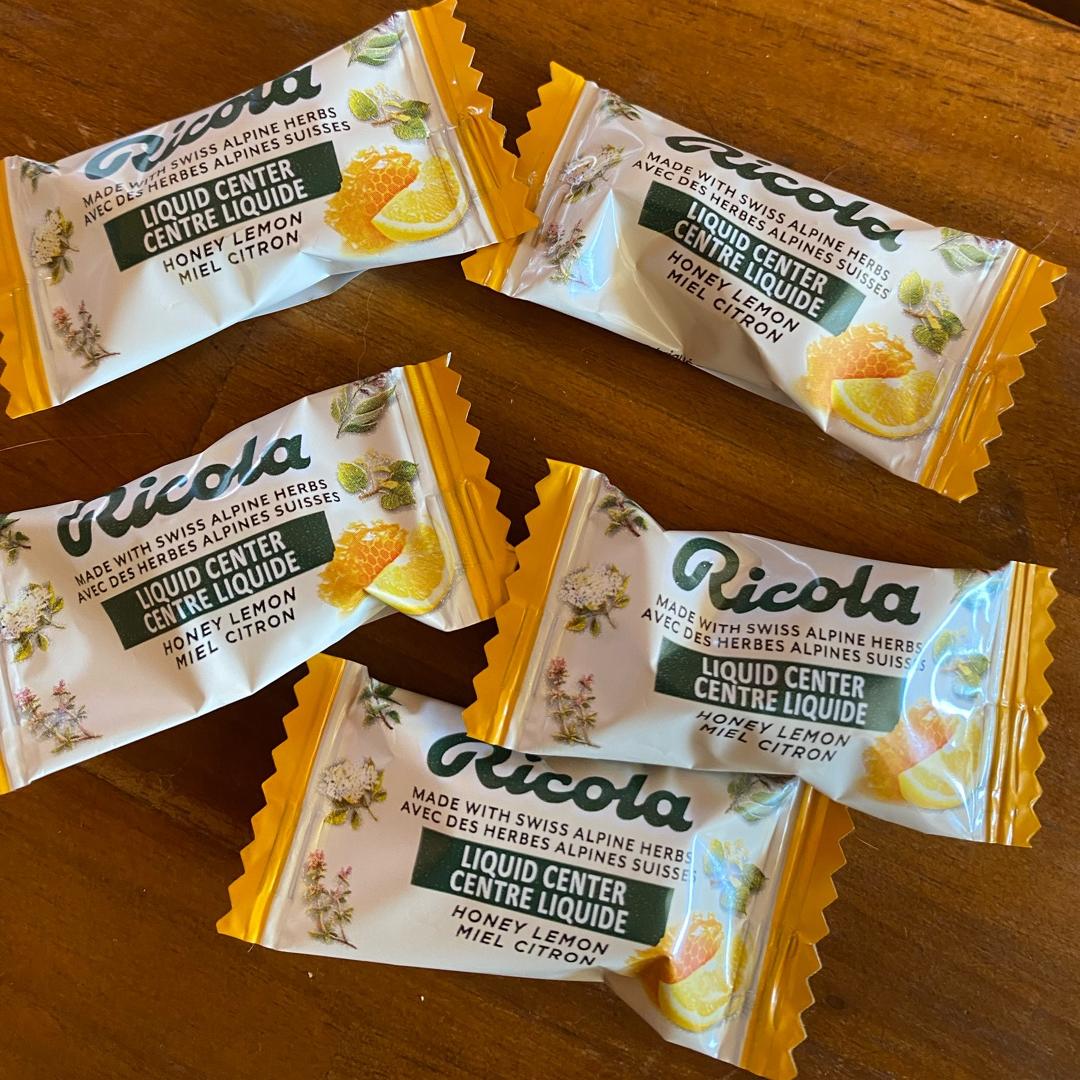 Ricola
MADE WITH SWISS ALPINE HERBS
AVEC DES HERBES ALPINES SUISSES
LIQUID CENTER
CENTRE LIQUIDE
HONEY LEMON
MIEL CITRON
Ricola
MADE WITH SWISS ALPINE HERBS
AVEC DES HERBES ALPINES SUISSES
LIQUID CENTER
CENTRE LIQUIDE
HONEY LEMON
MIEL CITRON
Ricola
MADE WITH SWISS ALPINE HERBS
AVEC DES HERBES ALPINES SUISSES
LIQUID CENTER
CENTRE LIQUIDE
HONEY LEMON
MIEL CITRON
Ricola
MADE WITH SWISS ALPINE HERBS
AVEC DES HERBES ALPINES SUISSES
LIQUID CENTER
CENTRE LIQUIDE
HONEY LEMON
MIEL CITRON
Ricola
MADE WITH SWISS ALPINE HERBS
AVEC DES HERBES ALPINES SUISSES
LIQUID CENTER
CENTRE LIQUIDE
HONEY LEMON
MIEL CITRON